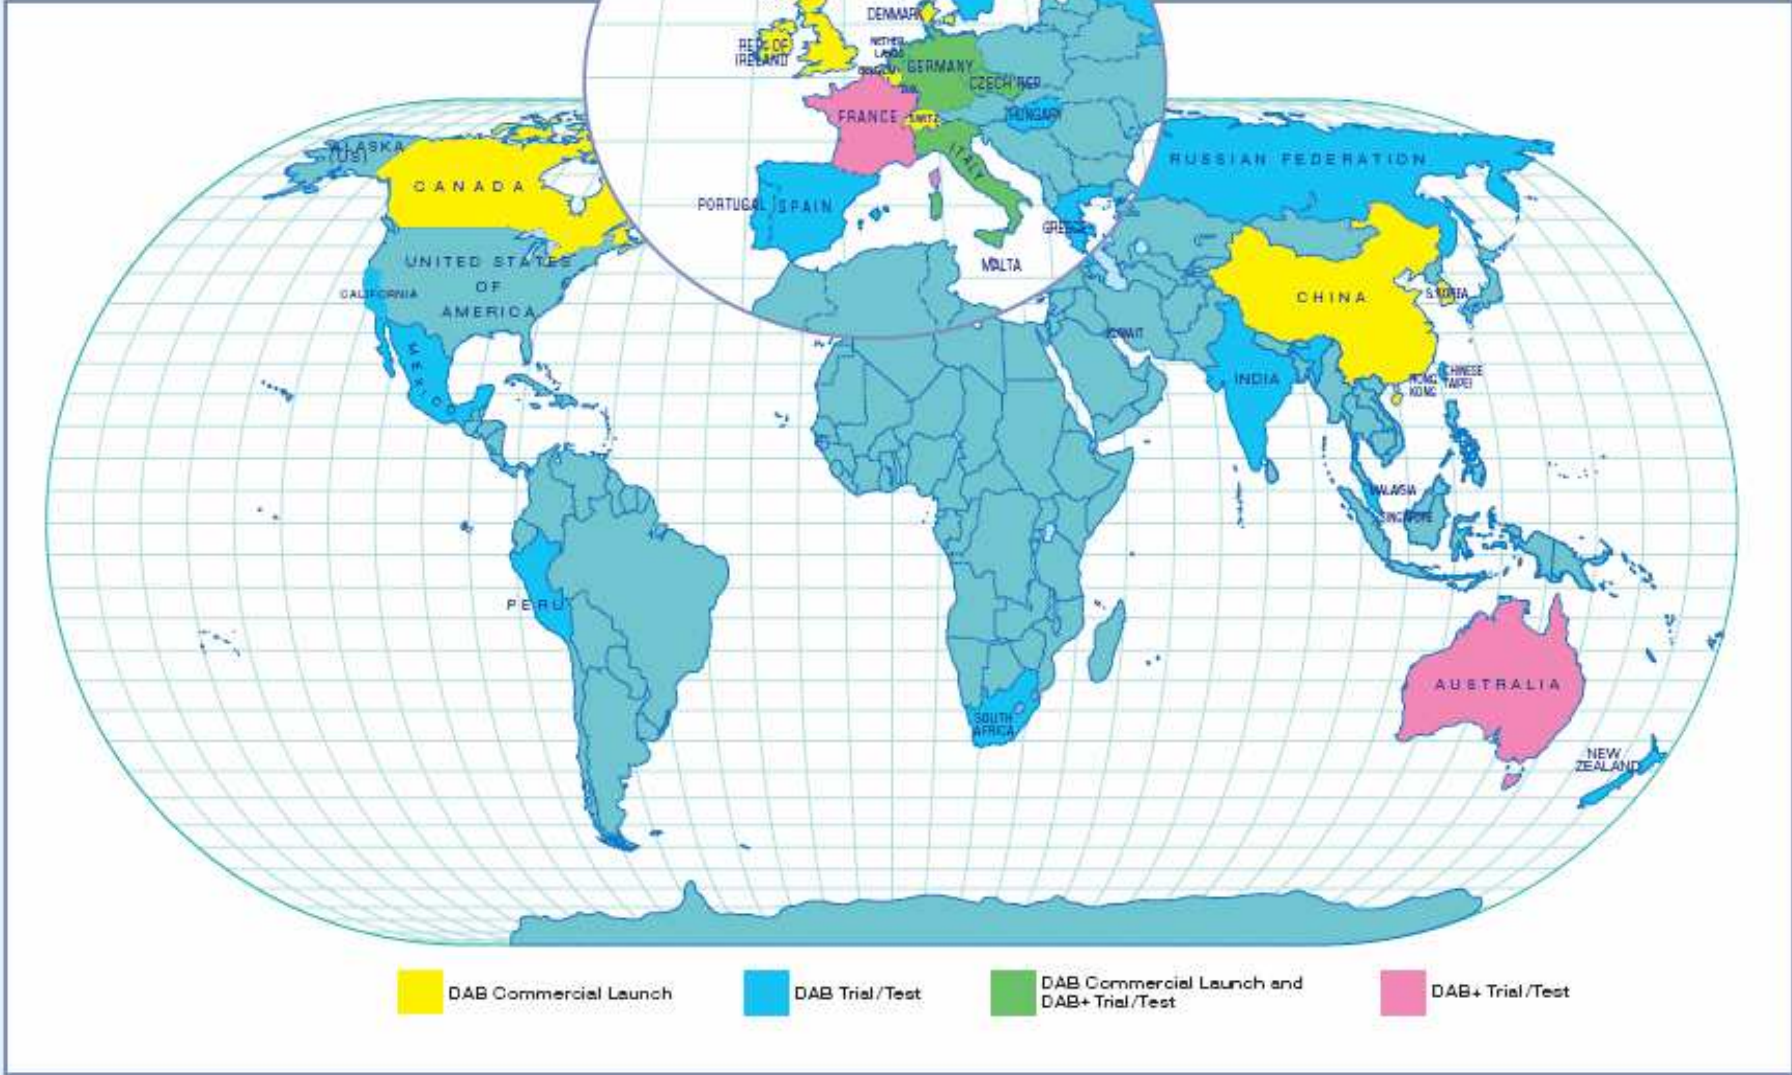 DENMARK
REP. OF
IRELAND
NETHER
LANDS
GERMANY
CZECH REP
FRANCE
SWITZ
HUNGARY
ITALY
PORTUGAL
SPAIN
GREECE
MALTA
ALASKA
(US)
CANADA
UNITED STATES
OF
AMERICA
CALIFORNIA
MEXICO
PERU
RUSSIAN FEDERATION
CHINA
S.KOREA
KUWAIT
INDIA
HONG
KONG
CHINESE
TAIPEI
MALAYSIA
SINGAPORE
SOUTH
AFRICA
AUSTRALIA
NEW
ZEALAND
DAB Commercial Launch
DAB Trial/Test
DAB Commercial Launch and
DAB+ Trial/Test
DAB+ Trial/Test